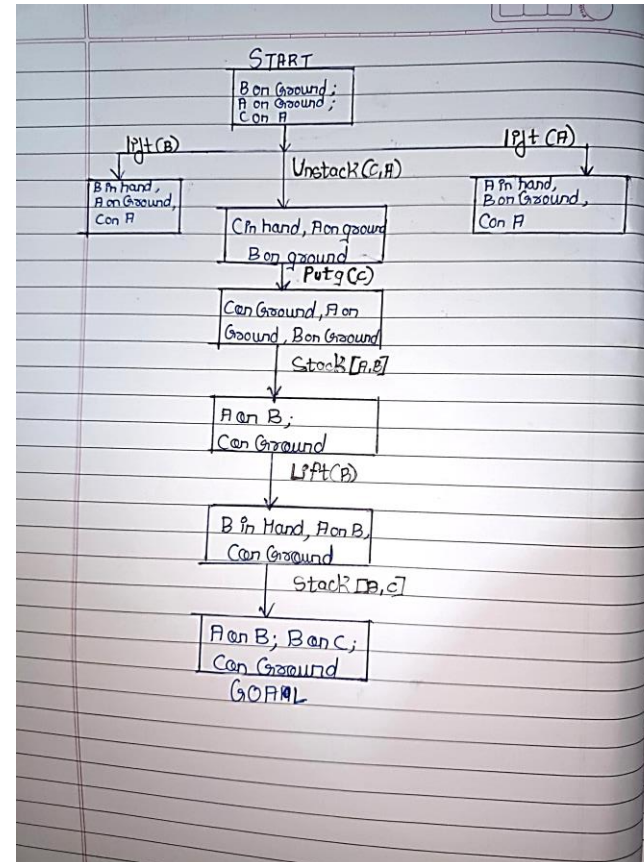 START
B on Ground;
A on Ground;
C on A
lift (B)
lift (A)
Unstack (C,A)
B in hand,
A on Ground,
C on A
A in hand,
B on Ground,
C on A
C in hand, A on ground
B on ground
Putg (C)
C on Ground, A on
Ground, B on Ground
Stack [A,B]
A on B;
C on Ground
Lift (B)
B in Hand, A on B,
C on Ground
Stack [B,C]
A on B; B on C;
C on Ground
GOAL